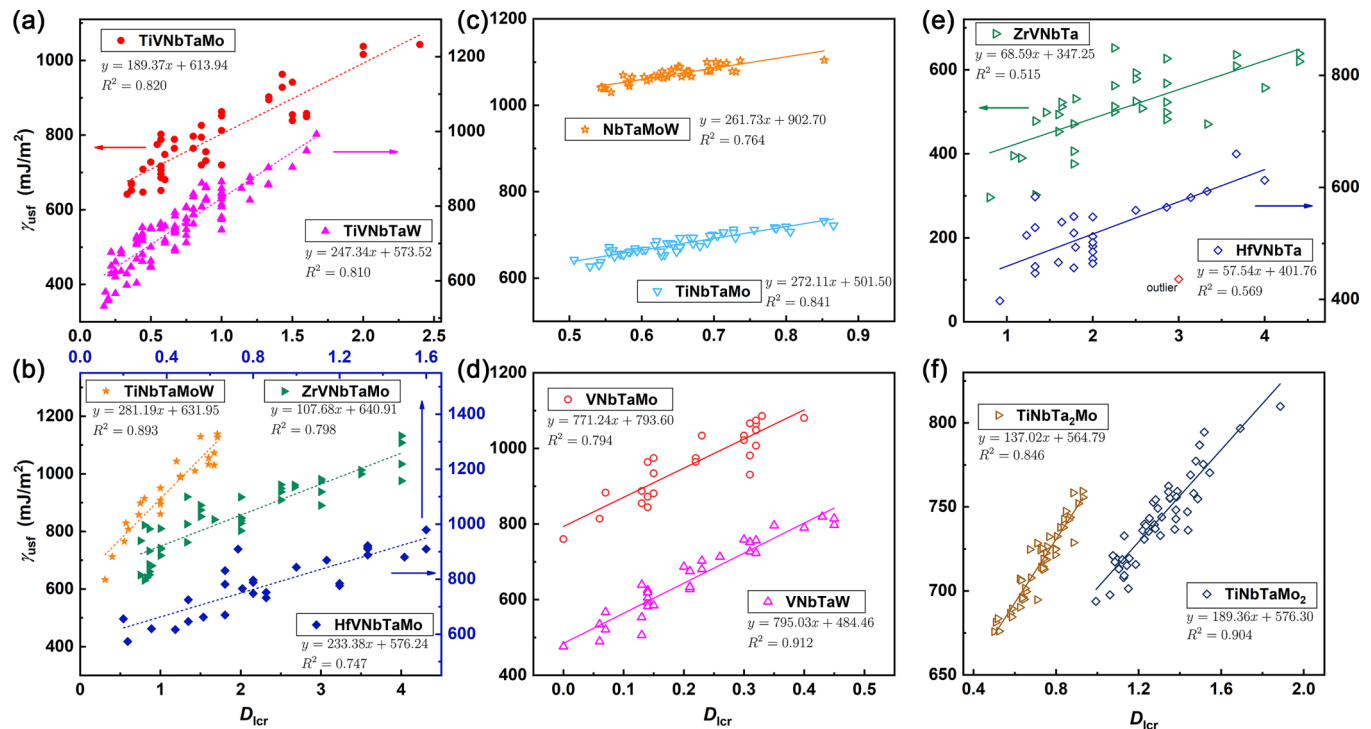 (a)
TiVNbTaMo
y = 189.37x + 613.94
R² = 0.820
TiVNbTaW
y = 247.34x + 573.52
R² = 0.810
γusf (mJ/m²)
1000
800
600
400
1200
1000
800
600
0.0 0.5 1.0 1.5 2.0 2.5
(b)
0.0 0.4 0.8 1.2 1.6
TiNbTaMoW
y = 281.19x + 631.95
R² = 0.893
ZrVNbTaMo
y = 107.68x + 640.91
R² = 0.798
HfVNbTaMo
y = 233.38x + 576.24
R² = 0.747
γusf (mJ/m²)
1200
1000
800
600
400
1400
1200
1000
800
600
0 1 2 3 4
Dlcr
(c)
NbTaMoW
y = 261.73x + 902.70
R² = 0.764
TiNbTaMo
y = 272.11x + 501.50
R² = 0.841
1200
1000
800
600
0.5 0.6 0.7 0.8 0.9
(d)
VNbTaMo
y = 771.24x + 793.60
R² = 0.794
VNbTaW
y = 795.03x + 484.46
R² = 0.912
1200
1000
800
600
400
0.0 0.1 0.2 0.3 0.4 0.5
Dlcr
(e)
ZrVNbTa
y = 68.59x + 347.25
R² = 0.515
HfVNbTa
y = 57.54x + 401.76
R² = 0.569
outlier
600
400
200
0
800
600
400
1 2 3 4
(f)
TiNbTa₂Mo
y = 137.02x + 564.79
R² = 0.846
TiNbTaMo₂
y = 189.36x + 576.30
R² = 0.904
800
750
700
650
0.4 0.8 1.2 1.6 2.0
Dlcr